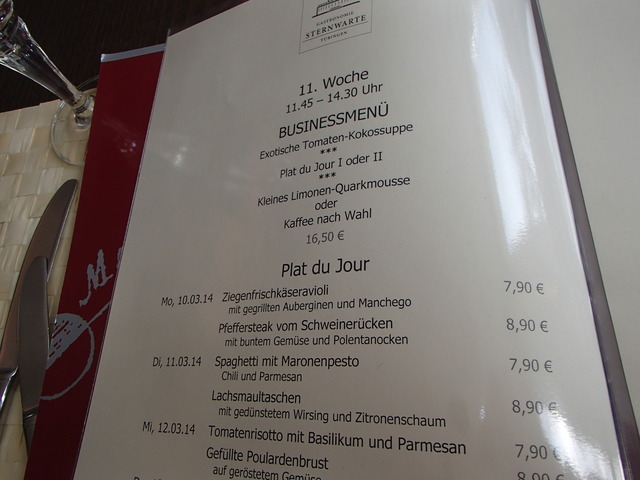 GASTRONOMIE
STERNWARTE
TÜBINGEN
11. Woche
11.45 – 14.30 Uhr
BUSINESSMENÜ
Exotische Tomaten-Kokossuppe
***
Plat du Jour I oder II
***
Kleines Limonen-Quarkmousse
oder
Kaffee nach Wahl
16,50 €
Plat du Jour
Mo, 10.03.14 Ziegenfrischkäseravioli 7,90 €
mit gegrillten Auberginen und Manchego
Pfeffersteak vom Schweinerücken 8,90 €
mit buntem Gemüse und Polentanocken
Di, 11.03.14 Spaghetti mit Maronenpesto 7,90 €
Chili und Parmesan
Lachsmaultaschen 8,90 €
mit gedünstetem Wirsing und Zitronenschaum
Mi, 12.03.14 Tomatenrisotto mit Basilikum und Parmesan 7,90 €
Gefüllte Poulardenbrust 8,90 €
auf geröstetem Gemüse